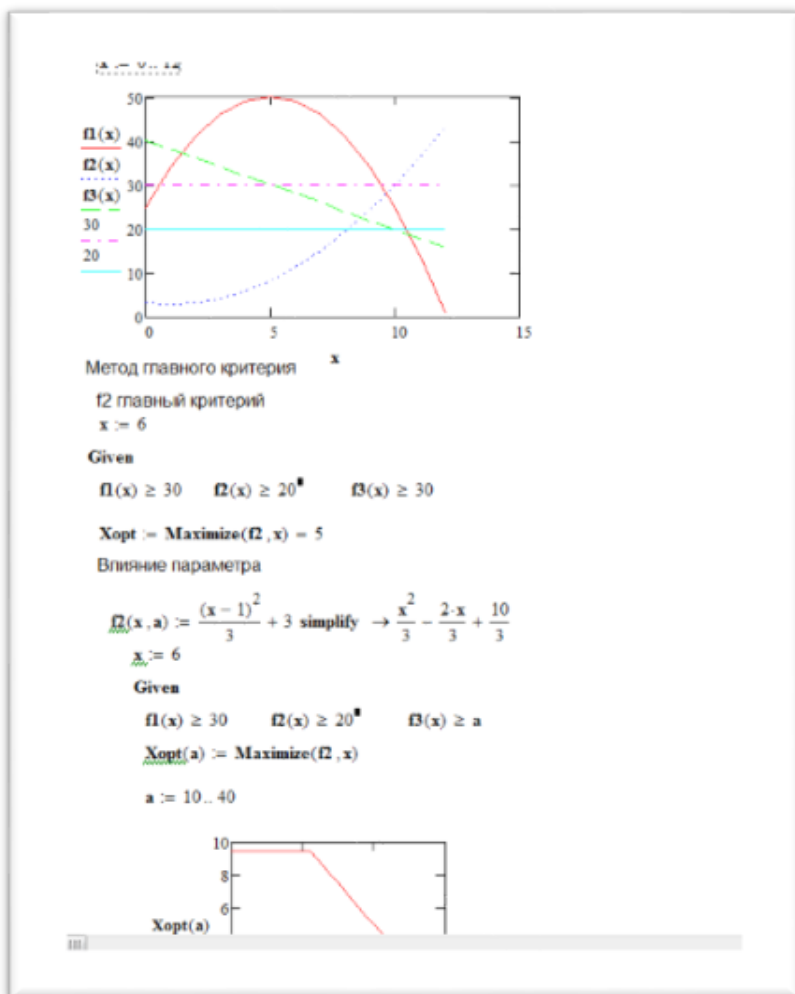 50
f1(x)
40
f2(x)
f3(x)
30
30
20
20
10
0
0 5 10 15
x
Метод главного критерия
f2 главный критерий
x := 6
Given
f1(x) ≥ 30 f2(x) ≥ 20 f3(x) ≥ 30
Xopt := Maximize(f2 , x) = 5
Влияние параметра
f2(x , a) := (x − 1)^2/3 + 3 simplify → x^2/3 − 2·x/3 + 10/3
x := 6
Given
f1(x) ≥ 30 f2(x) ≥ 20 f3(x) ≥ a
Xopt(a) := Maximize(f2 , x)
a := 10 .. 40
10
8
6
Xopt(a)